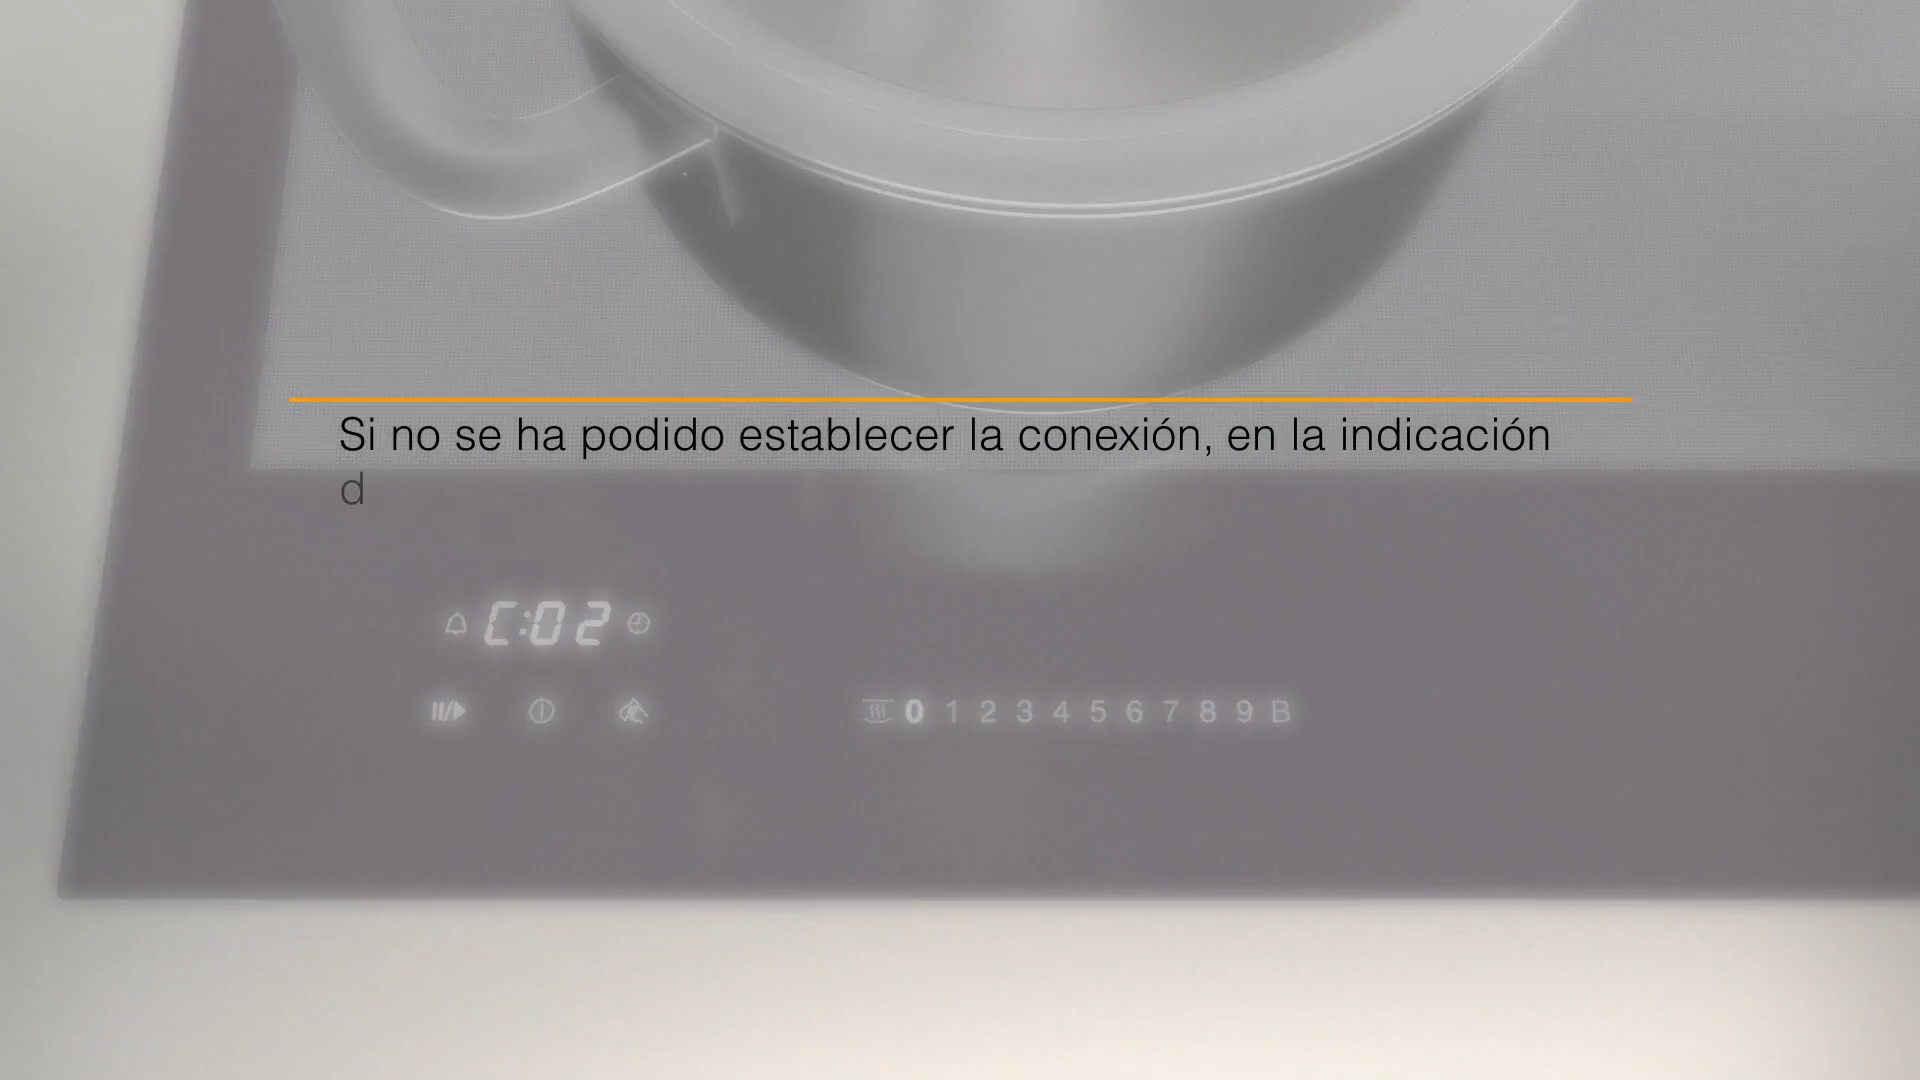 Si no se ha podido establecer la conexión, en la indicación
d
C:02
0 1 2 3 4 5 6 7 8 9 B